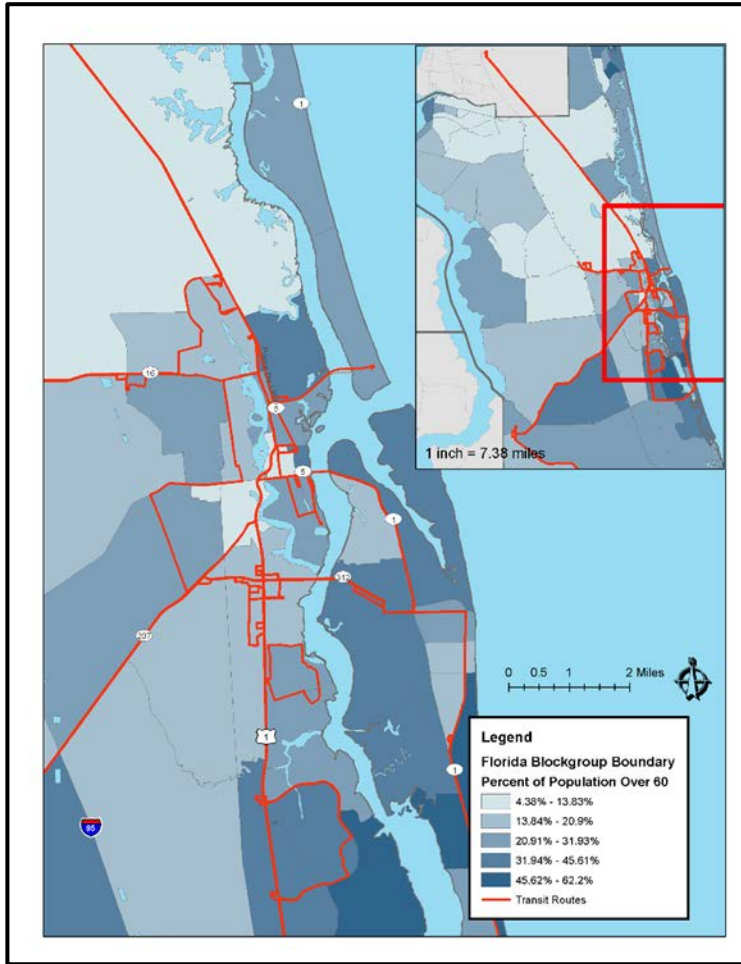 1
1 inch = 7.38 miles
16
5
5
1
312
207
0 0.5 1 2 Miles
1
1
95
Legend
Florida Blockgroup Boundary
Percent of Population Over 60
4.38% - 13.83%
13.84% - 20.9%
20.91% - 31.93%
31.94% - 45.61%
45.62% - 62.2%
Transit Routes